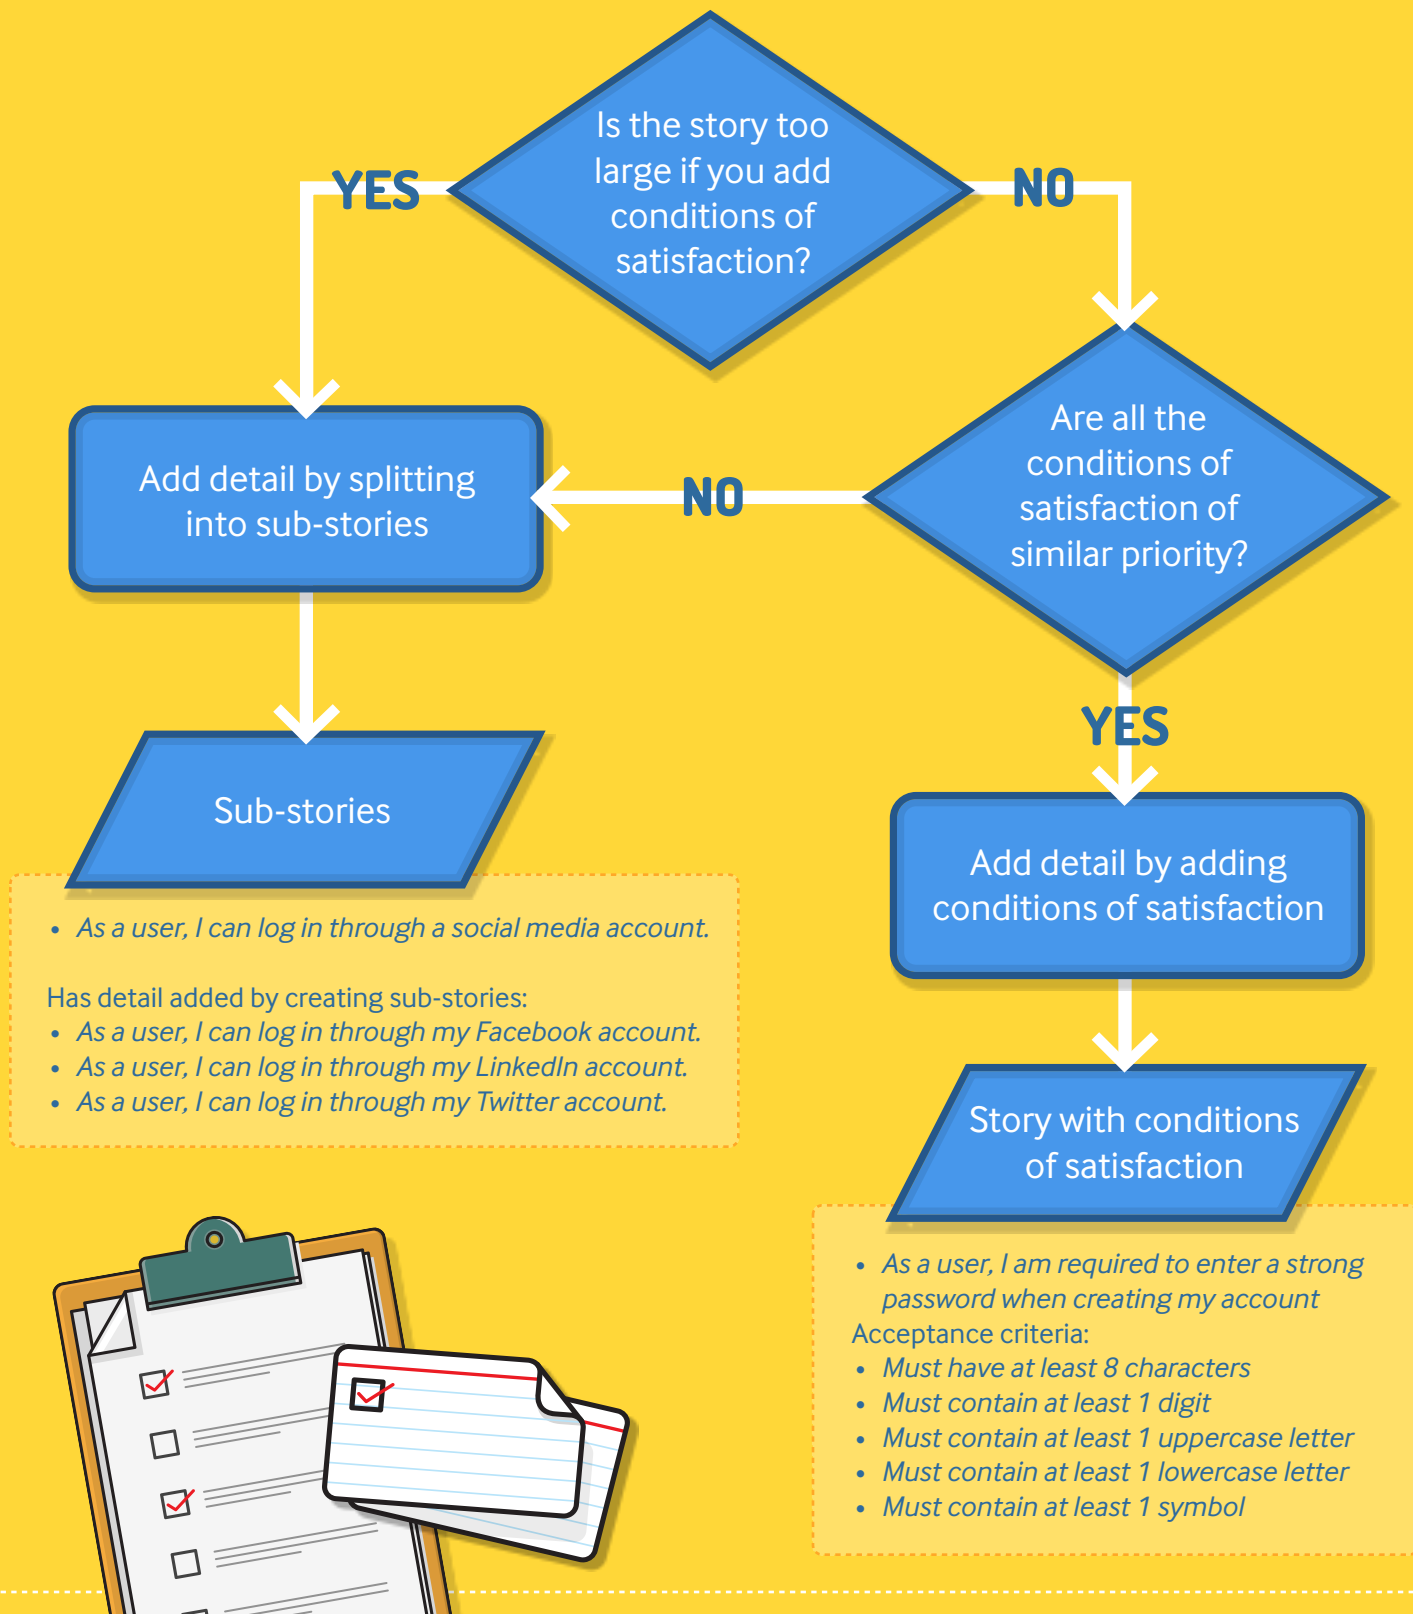 Is the story too
large if you add
conditions of
satisfaction?
YES
NO
Are all the
conditions of
satisfaction of
similar priority?
Add detail by splitting
into sub-stories
NO
YES
Sub-stories
Add detail by adding
conditions of satisfaction
• As a user, I can log in through a social media account.
Has detail added by creating sub-stories:
• As a user, I can log in through my Facebook account.
• As a user, I can log in through my LinkedIn account.
• As a user, I can log in through my Twitter account.
Story with conditions
of satisfaction
• As a user, I am required to enter a strong
password when creating my account
Acceptance criteria:
• Must have at least 8 characters
• Must contain at least 1 digit
• Must contain at least 1 uppercase letter
• Must contain at least 1 lowercase letter
• Must contain at least 1 symbol